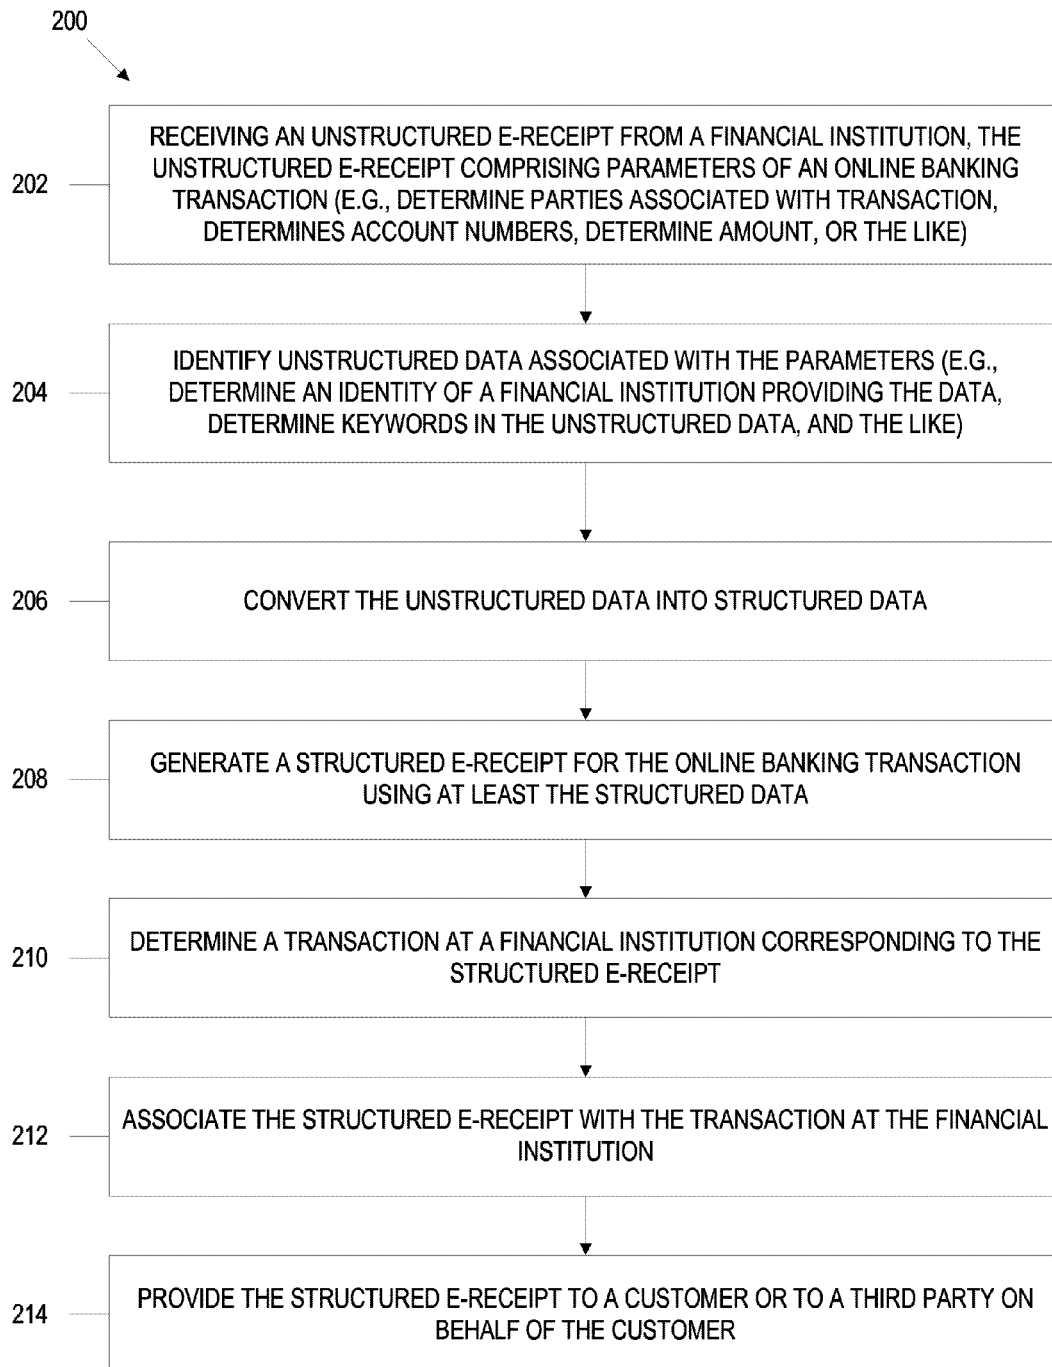 200
202
RECEIVING AN UNSTRUCTURED E-RECEIPT FROM A FINANCIAL INSTITUTION, THE
UNSTRUCTURED E-RECEIPT COMPRISING PARAMETERS OF AN ONLINE BANKING
TRANSACTION (E.G., DETERMINE PARTIES ASSOCIATED WITH TRANSACTION,
DETERMINES ACCOUNT NUMBERS, DETERMINE AMOUNT, OR THE LIKE)
204
IDENTIFY UNSTRUCTURED DATA ASSOCIATED WITH THE PARAMETERS (E.G.,
DETERMINE AN IDENTITY OF A FINANCIAL INSTITUTION PROVIDING THE DATA,
DETERMINE KEYWORDS IN THE UNSTRUCTURED DATA, AND THE LIKE)
206
CONVERT THE UNSTRUCTURED DATA INTO STRUCTURED DATA
208
GENERATE A STRUCTURED E-RECEIPT FOR THE ONLINE BANKING TRANSACTION
USING AT LEAST THE STRUCTURED DATA
210
DETERMINE A TRANSACTION AT A FINANCIAL INSTITUTION CORRESPONDING TO THE
STRUCTURED E-RECEIPT
212
ASSOCIATE THE STRUCTURED E-RECEIPT WITH THE TRANSACTION AT THE FINANCIAL
INSTITUTION
214
PROVIDE THE STRUCTURED E-RECEIPT TO A CUSTOMER OR TO A THIRD PARTY ON
BEHALF OF THE CUSTOMER